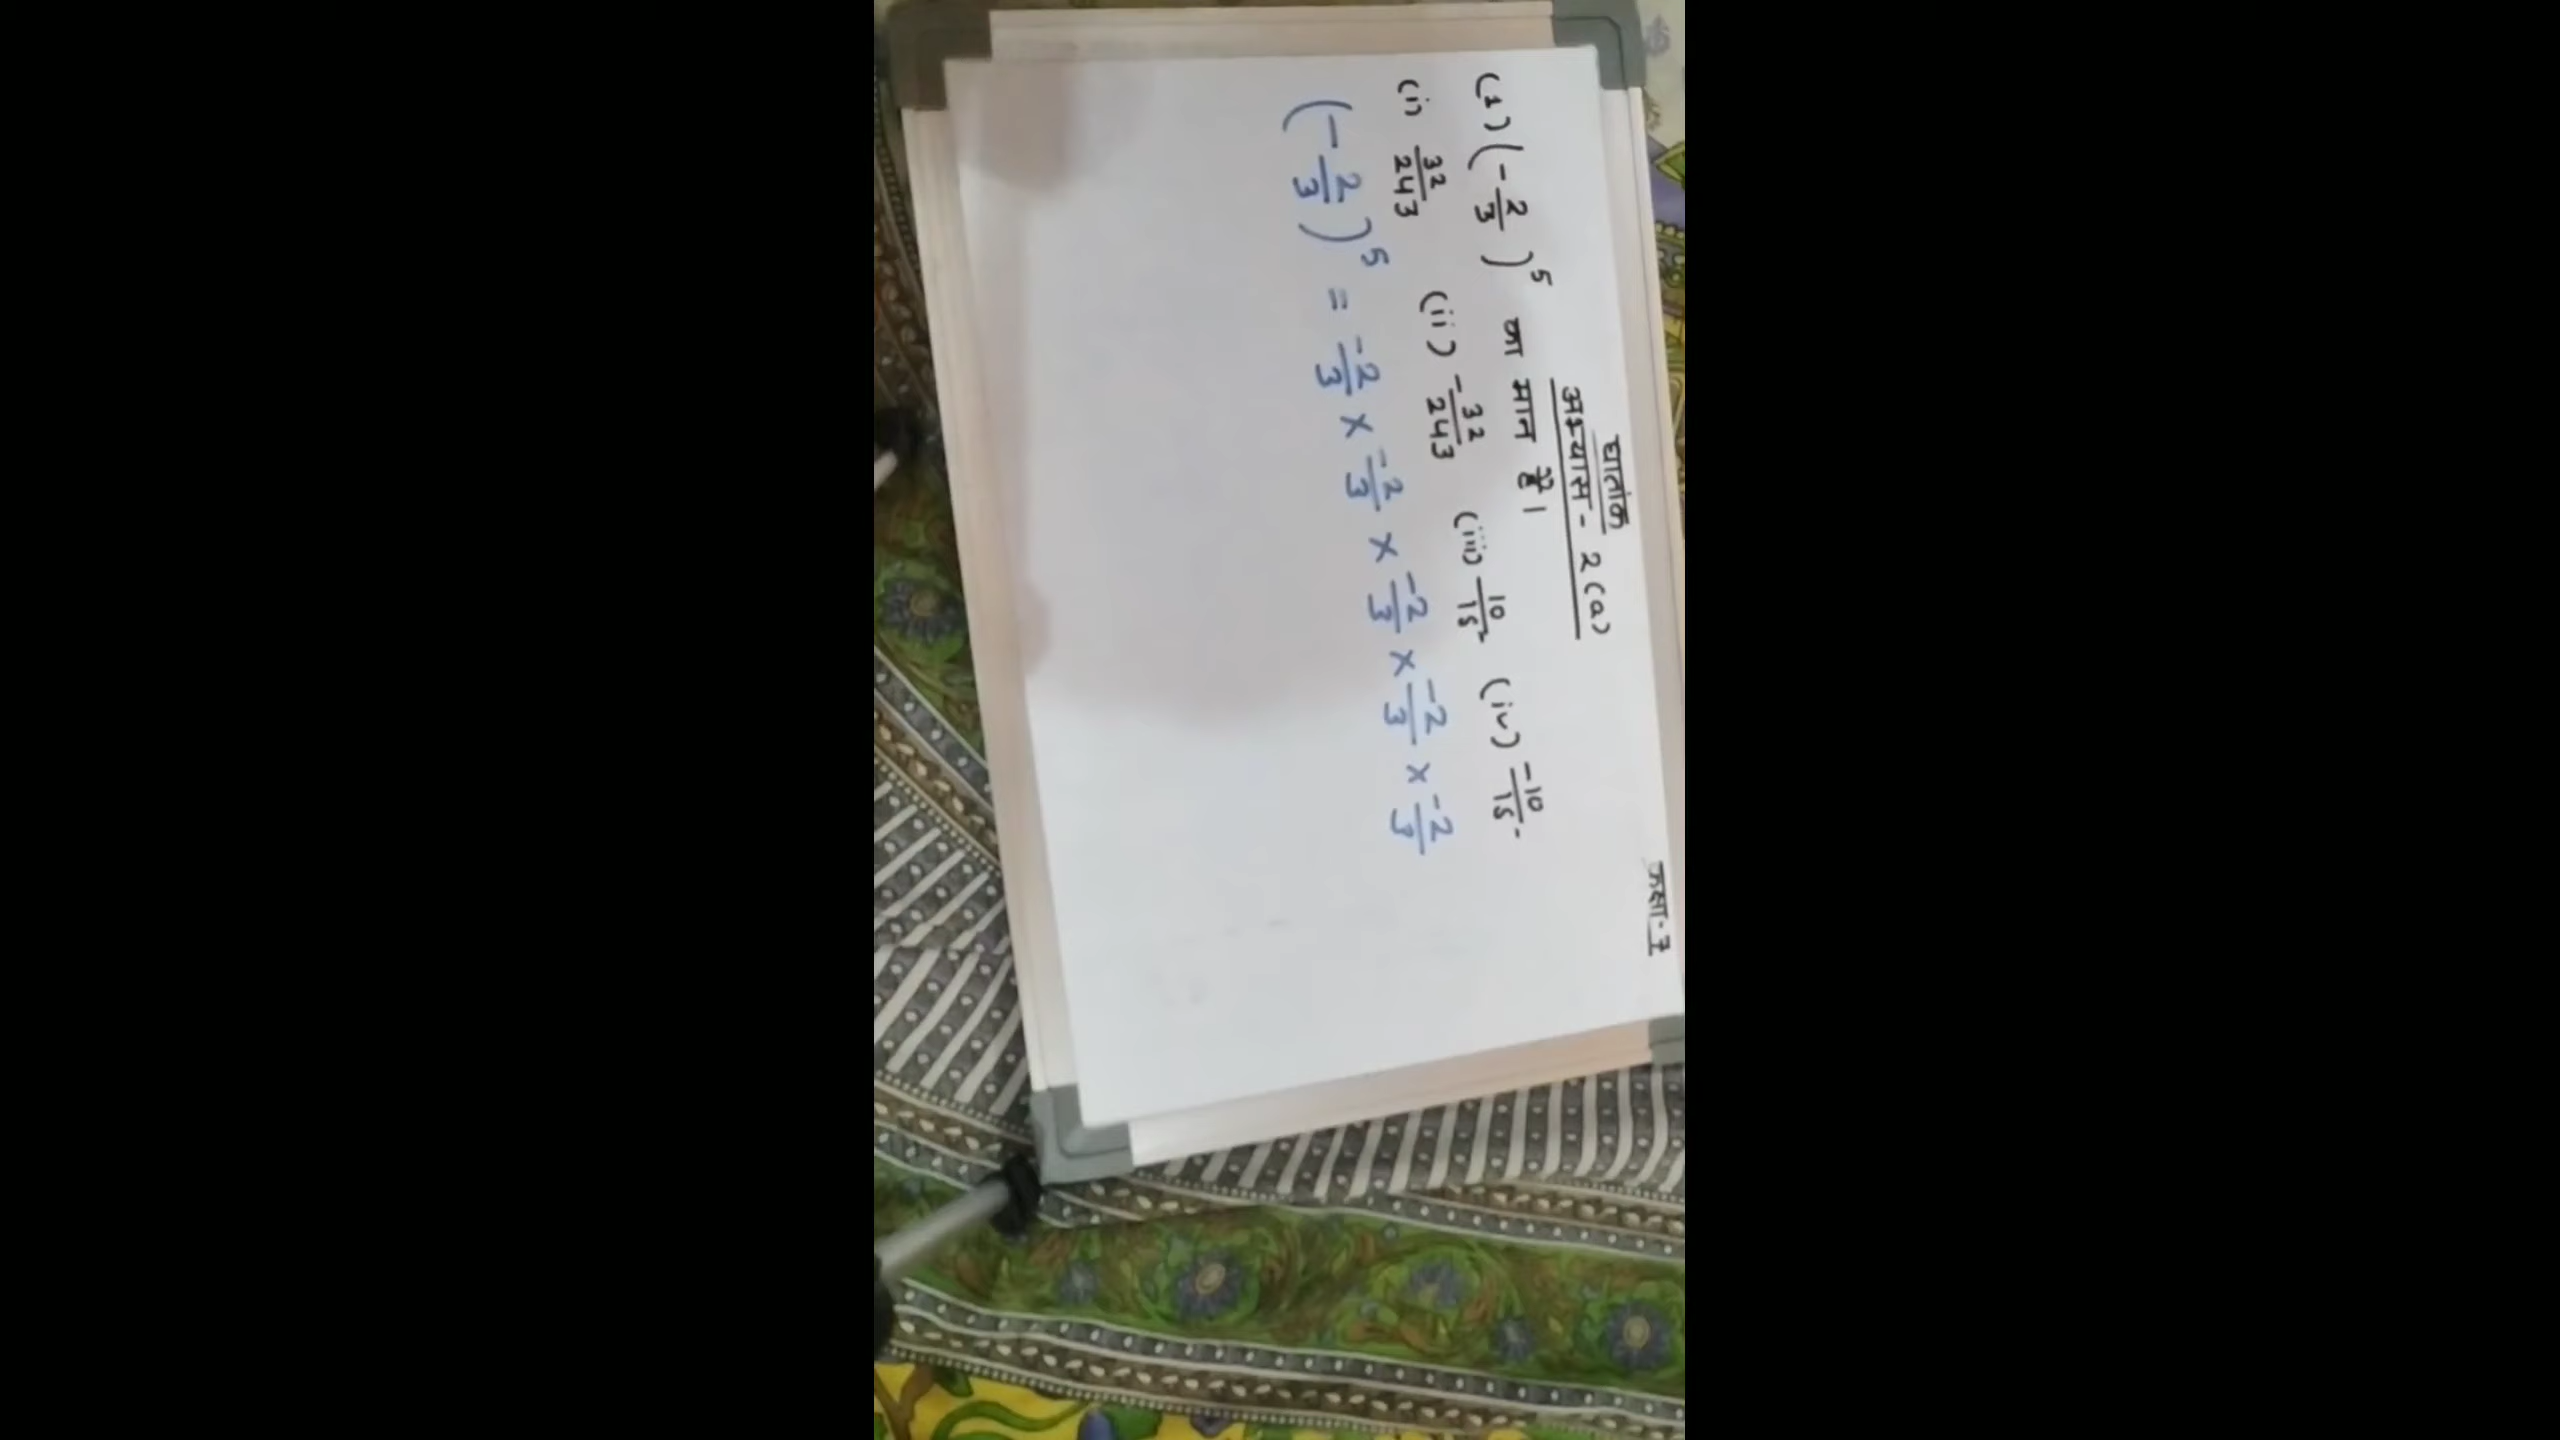 कक्षा-7
घातांक
अभ्यास - 2(a)
(1) (-2/3)^5 का मान है।
(i) 32/243 (ii) -32/243 (iii) 10/15 (iv) -10/15
(-2/3)^5 = -2/3 × -2/3 × -2/3 × -2/3 × -2/3